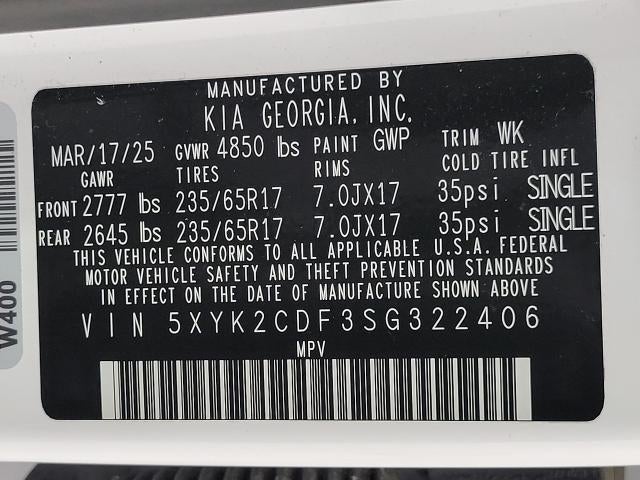 MANUFACTURED BY
KIA GEORGIA, INC.
MAR/17/25 GVWR 4850 lbs PAINT GWP TRIM WK
GAWR TIRES RIMS COLD TIRE INFL
FRONT 2777 lbs 235/65R17 7.0JX17 35psi SINGLE
REAR 2645 lbs 235/65R17 7.0JX17 35psi SINGLE
THIS VEHICLE CONFORMS TO ALL APPLICABLE U.S.A. FEDERAL
MOTOR VEHICLE SAFETY AND THEFT PREVENTION STANDARDS
IN EFFECT ON THE DATE OF MANUFACTURE SHOWN ABOVE
VIN 5XYK2CDF3SG322406
MPV
W400